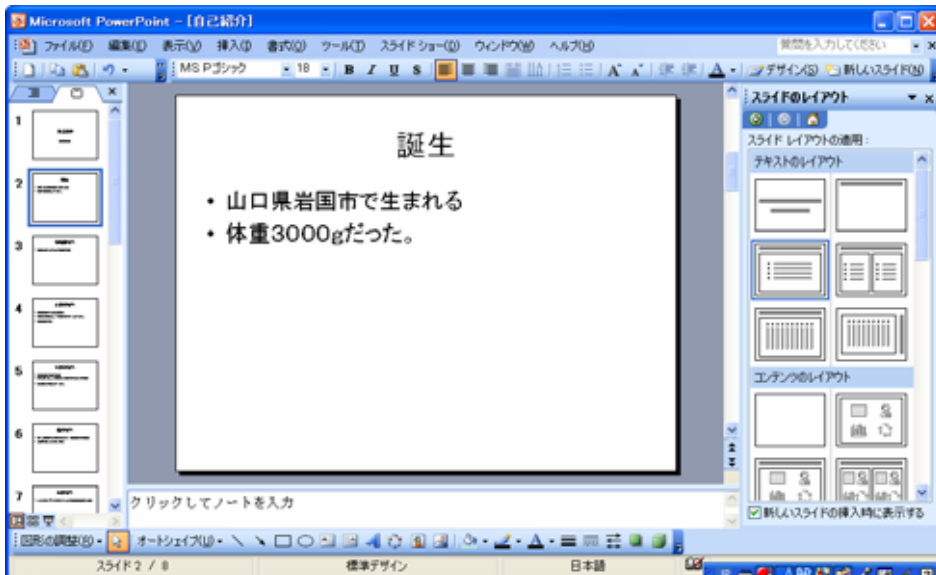 Microsoft PowerPoint - [自己紹介]
ファイル(F) 編集(E) 表示(V) 挿入(I) 書式(O) ツール(T) スライド ショー(D) ウィンドウ(W) ヘルプ(H) 質問を入力してください
MS Pゴシック 18 B I U S A A A デザイン(S) 新しいスライド(N)
スライドのレイアウト
スライド レイアウトの適用:
テキストのレイアウト
コンテンツのレイアウト
新しいスライドの挿入時に表示する
1
2
3
4
5
6
7
誕生
• 山口県岩国市で生まれる
• 体重3000gだった。
クリックしてノートを入力
図形の調整(R) オートシェイプ(U) A
スライド 2 / 8 標準デザイン 日本語